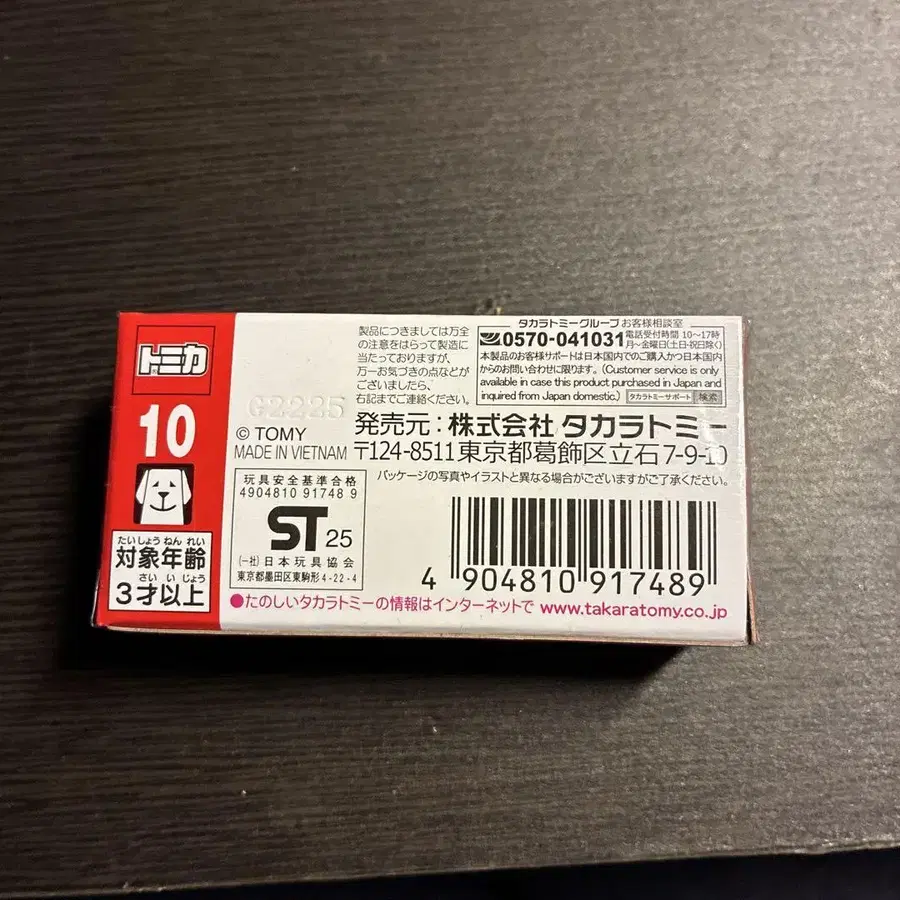 トミカ
10
たいしょうねんれい
対象年齢
さいいじょう
3才以上
製品につきましては万全
の注意をはらって製造に
当たっておりますが、
万一お気づきの点などが
ございましたら、
右記までご連絡ください。
G2225
タカラトミーグループ お客様相談室
0570-041031 電話受付時間 10〜17時
月〜金曜日(土日・祝日除く)
本製品のお客様サポートは日本国内でのご購入かつ日本国内
からのお問い合わせに限ります。(Customer service is only
available in case this product purchased in Japan and
inquired from Japan domestic.) タカラトミーサポート 検索
© TOMY
MADE IN VIETNAM
発売元：株式会社 タカラトミー
〒124-8511 東京都葛飾区立石7-9-10
パッケージの写真やイラストと異なる場合がございますがご了承ください。
玩具安全基準合格
4904810 91748 9
ST 25
(一社)日本玩具協会
東京都墨田区東駒形4-22-4
4 904810 917489
●たのしいタカラトミーの情報はインターネットで www.takaratomy.co.jp